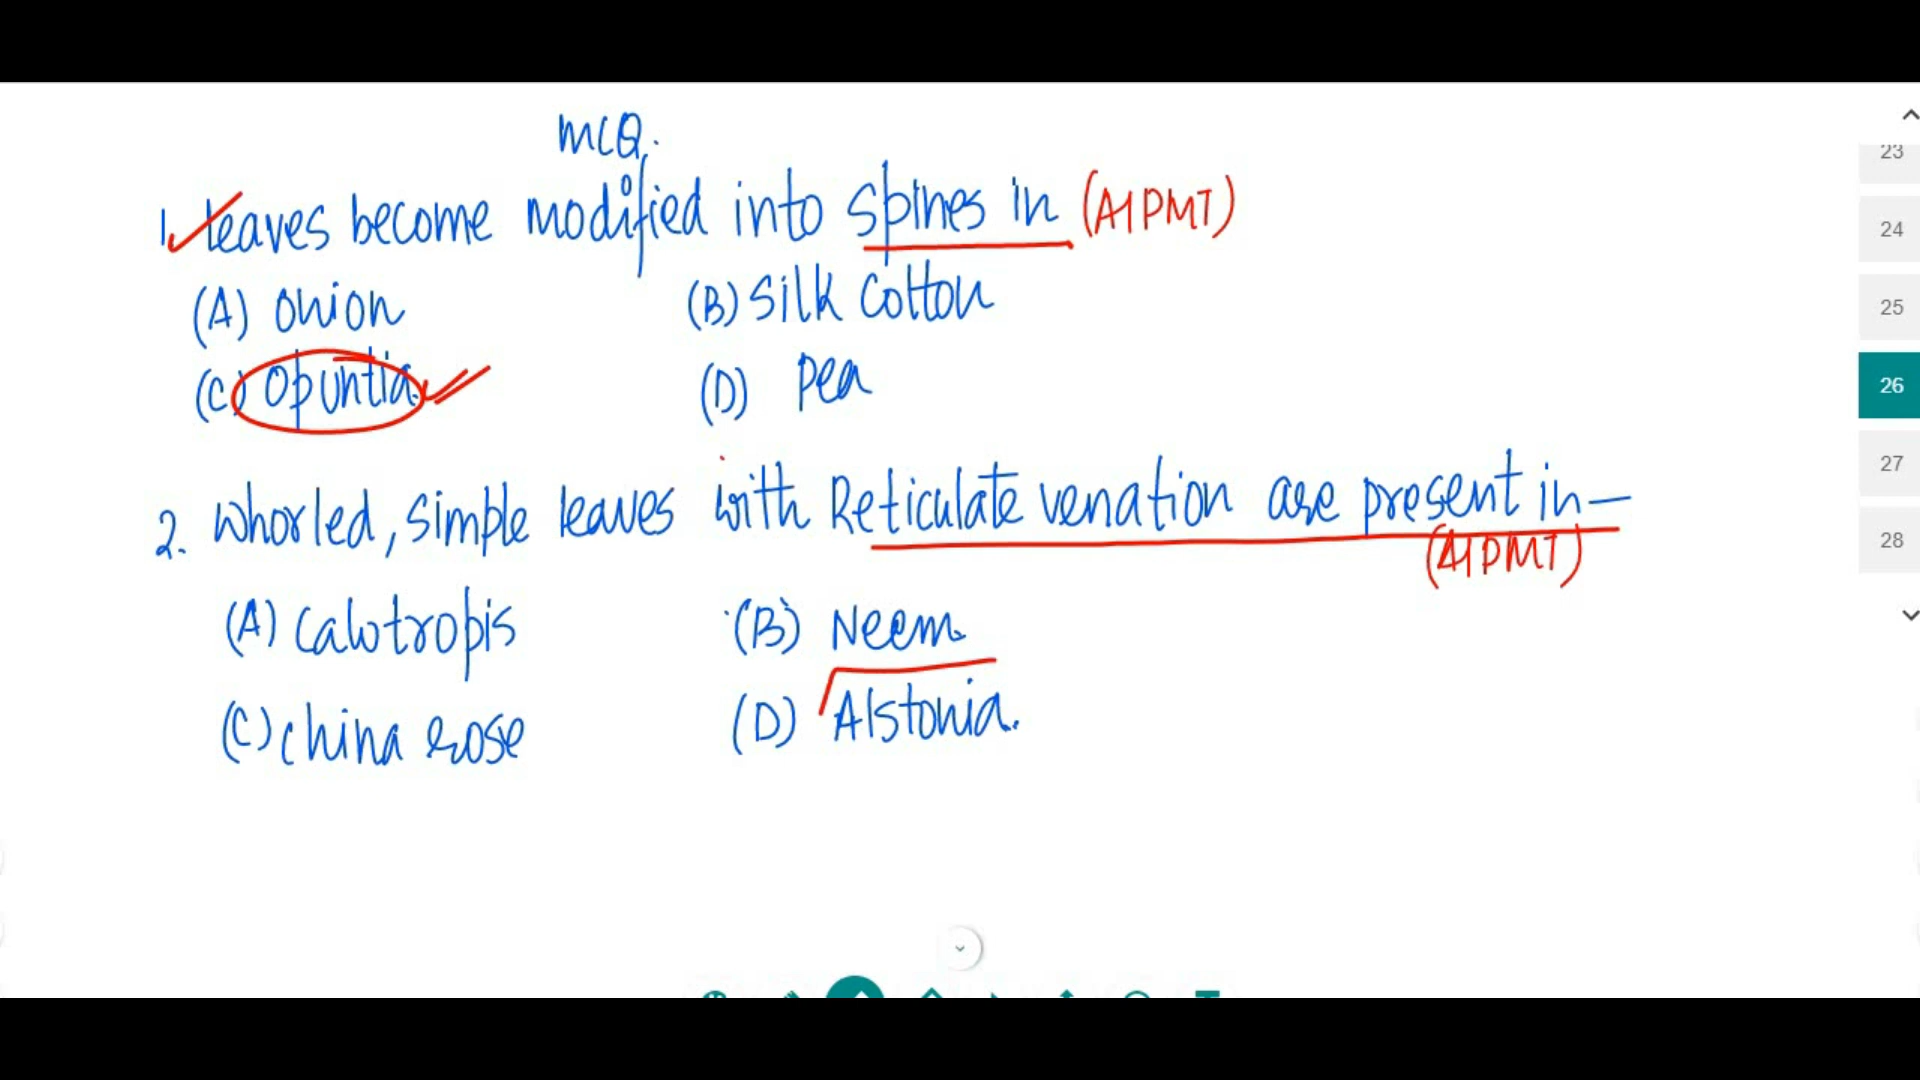 MCQ.
1. leaves become modified into spines in (AIPMT)
(A) onion (B) Silk Cotton
(C) opuntia (D) Pea
2. Whorled, simple leaves with Reticulate venation are present in—
(AIPMT)
(A) calotropis (B) Neem
(C) china rose (D) Alstonia.
23
24
25
26
27
28